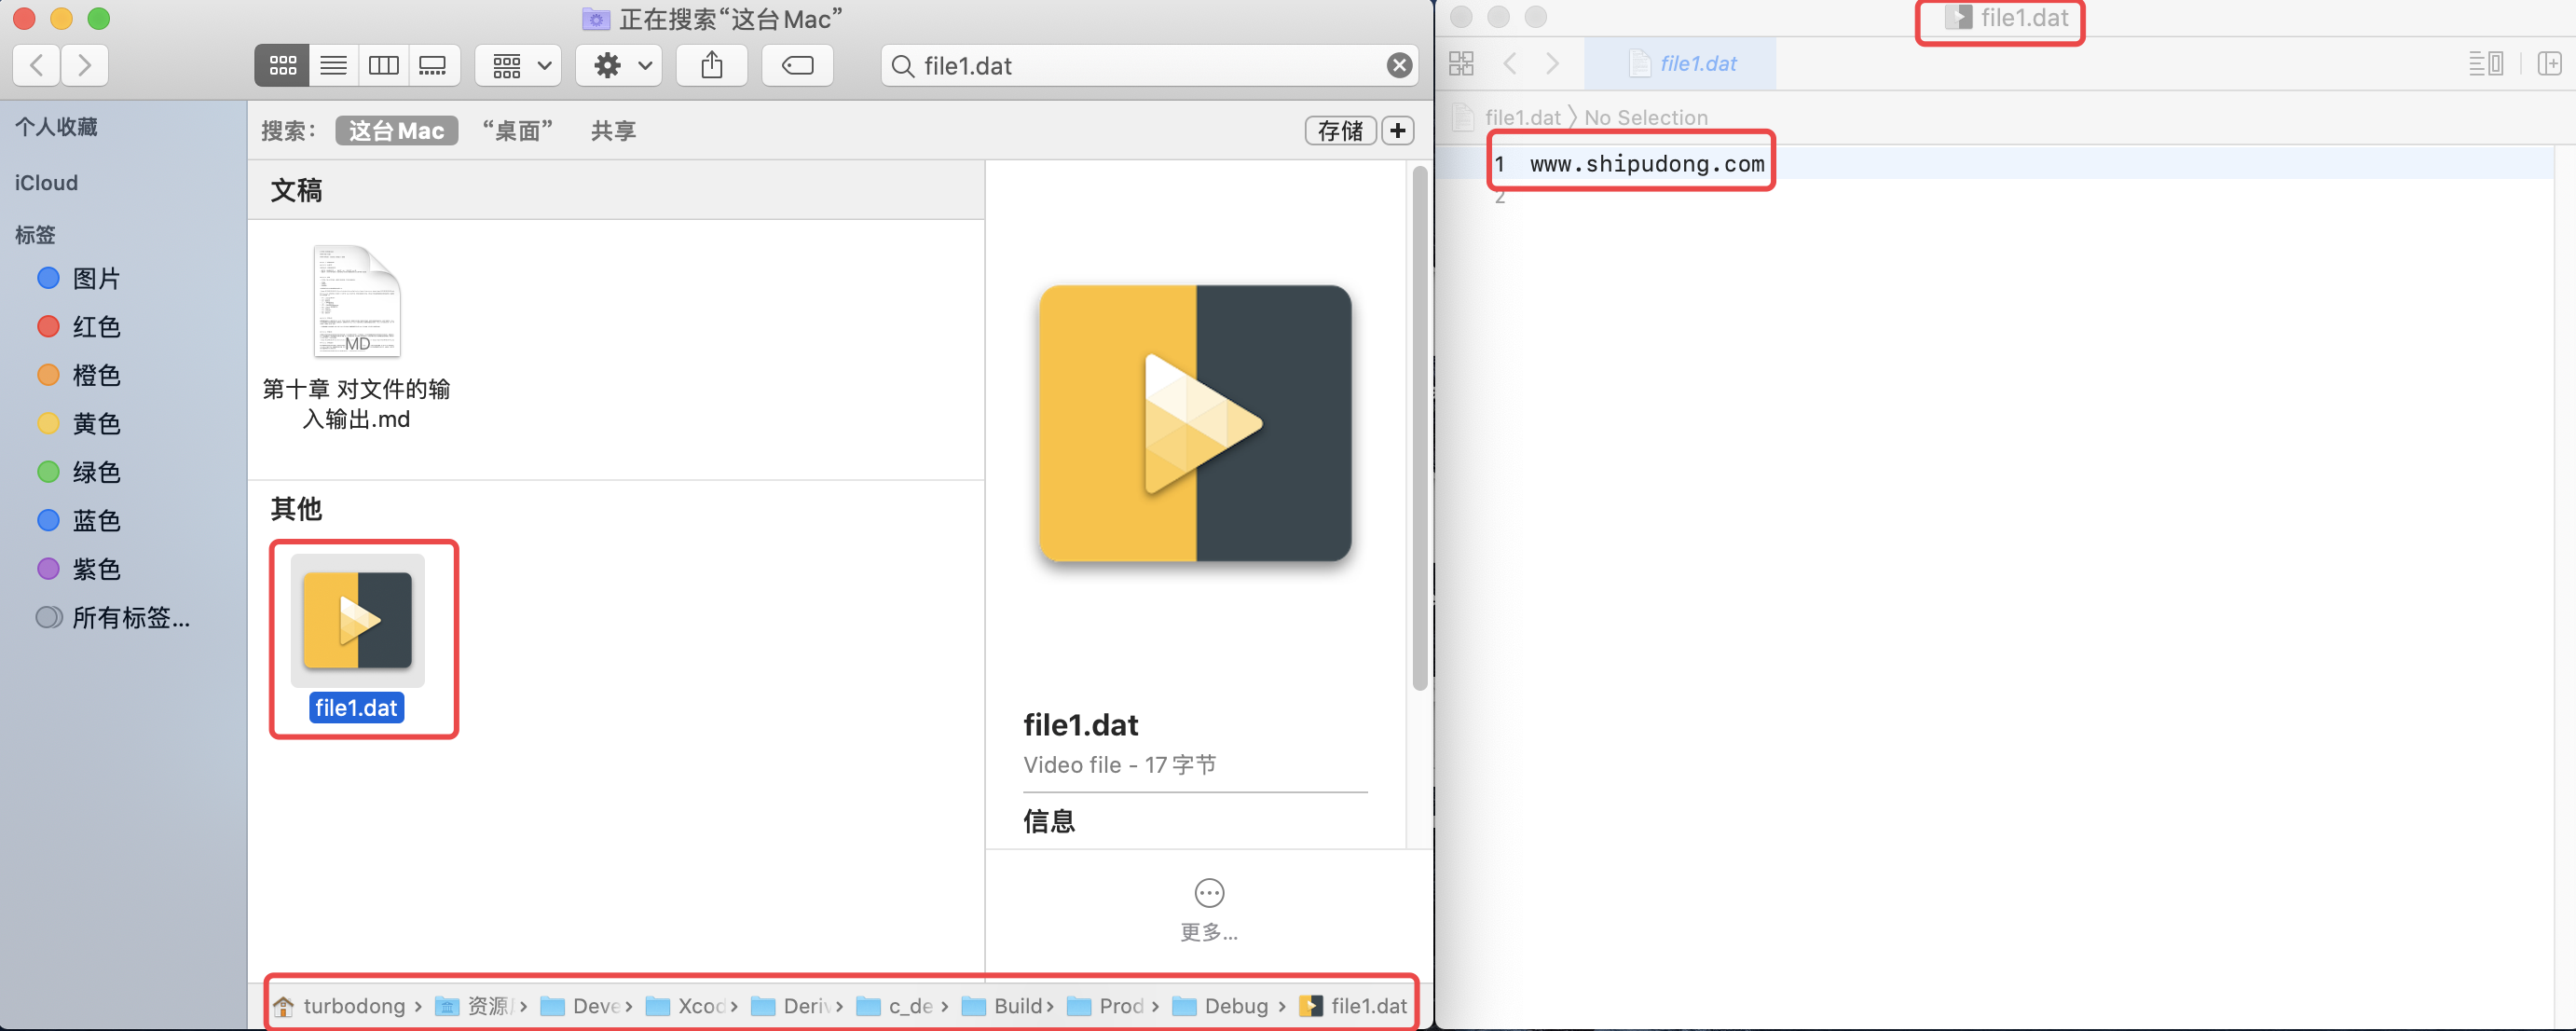 正在搜索“这台Mac”
file1.dat
个人收藏
iCloud
标签
图片
红色
橙色
黄色
绿色
蓝色
紫色
所有标签...
搜索：
这台Mac
“桌面”
共享
存储
文稿
MD
第十章 对文件的输
入输出.md
其他
file1.dat
file1.dat
Video file - 17 字节
信息
更多...
turbodong › 资源 › Deve › Xcod › Deriv › c_de › Build › Prod › Debug › file1.dat
file1.dat
file1.dat
file1.dat 〉No Selection
1 www.shipudong.com
2